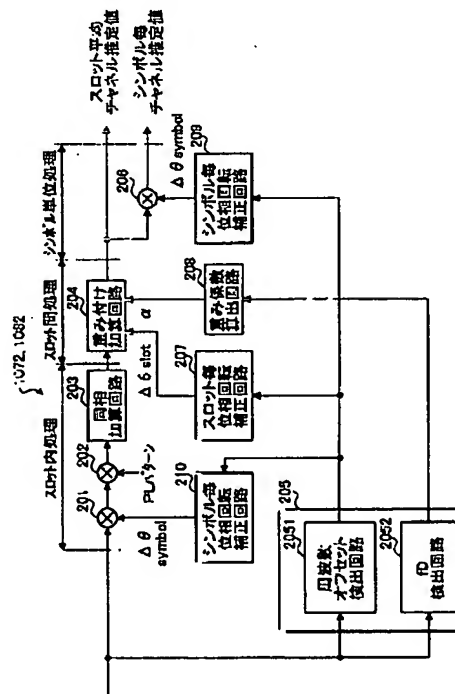 1072, 1082
スロット内処理
スロット間処理
シンボル単位処理
スロット平均
チャネル推定値
シンボル毎
チャネル推定値
201
202
203
同相
加算回路
204
重み付け
加算回路
206
PLパターン
Δθ
symbol
Δθ slot
α
Δθ symbol
210
シンボル毎
位相回転
補正回路
207
スロット毎
位相回転
補正回路
208
重み係数
算出回路
209
シンボル毎
位相回転
補正回路
205
2051
周波数
オフセット
検出回路
2052
fD
検出回路